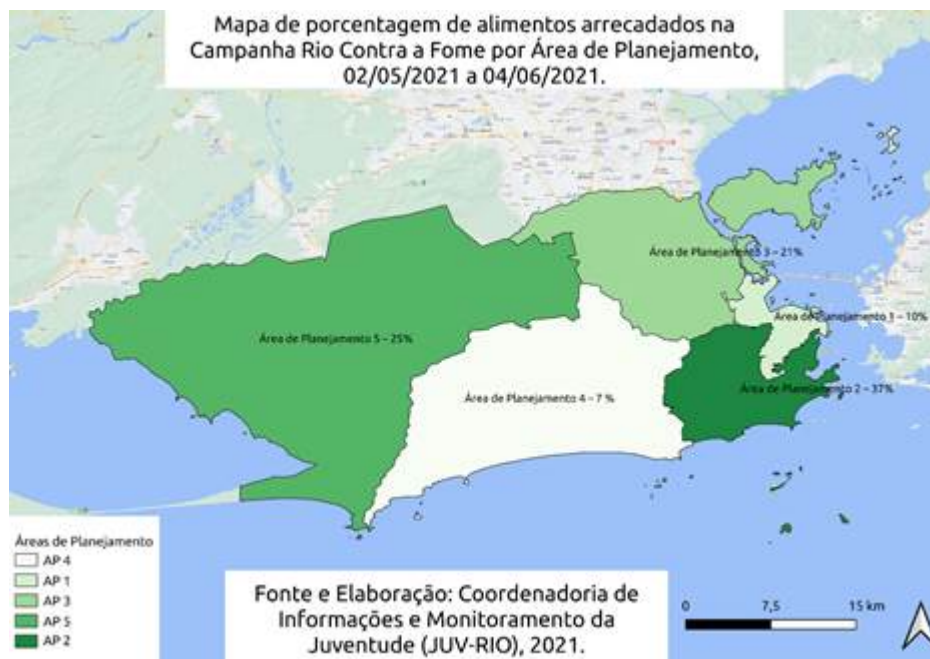 Mapa de porcentagem de alimentos arrecadados na
Campanha Rio Contra a Fome por Área de Planejamento,
02/05/2021 a 04/06/2021.
Área de Planejamento 3 – 21%
Área de Planejamento 1 – 10%
Área de Planejamento 5 – 25%
Área de Planejamento 2 – 37%
Área de Planejamento 4 – 7 %
Áreas de Planejamento
AP 4
AP 1
AP 3
AP 5
AP 2
Fonte e Elaboração: Coordenadoria de
Informações e Monitoramento da
Juventude (JUV-RIO), 2021.
0 7,5 15 km